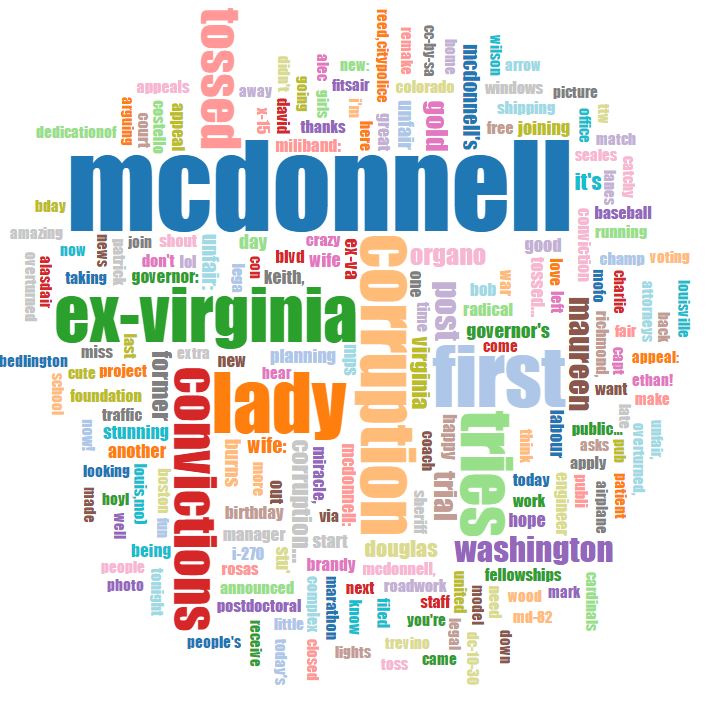 tossed
didn't
going
alec
girls
new:
fitsair
i'm
reed,citypolice
remake
cc-by-sa
home
mcdonnell's
wilson
arrow
windows
picture
appeals
away
x-15
david
thanks
here
great
colorado
unfair
gold
shipping
free
joining
office
ttw
match
arguing
court
costello
appeal
dedicationof
miliband:
seales
catchy
mcdonnell
it's
lanes
bday
baseball
amazing
running
now
news
patrick
join
shout
unfair:
day
crazy
blvd
wife
ex-va
organo
good
conviction
champ
voting
overturned
alasdair
taking
don't
lol
governor:
lega
con
keith,
corruption
one
time
post
bob
war
radical
tossed...
love
left
mofo
charlie
attorneys
louisville
back
ex-virginia
governor's
maureen
richmond,
fair
capt
appeal:
bedlington
miss
last
former
extra
new
planning
mps
virginia
first
come
want
ethan!
make
school
cute
project
convictions
hear
lady
foundation
traffic
stunning
another
wife:
burns
more
corruption...
miracle,
mcdonnell:
coach
happy
trial
tries
labour
think
public...
asks
late
pub
overturned,
unfair,
now!
looking
louis,mo)
boston
fun
out
sheriff
today
apply
publi
patient
airplane
engineer
made
hoyl
well
birthday
via
work
hope
being
manager
start
star'
douglas
washington
people
photo
tonight
i-270
rosas
announced
brandy
mcdonnell,
fellowships
postdoctoral
complex
marathon
next
know
filed
roadwork
staff
united
model
need
wood
mark
cardinals
md-82
people's
receive
little
today's
closed
lights
trevino
toss
you're
came
legal
dc-10-30
down